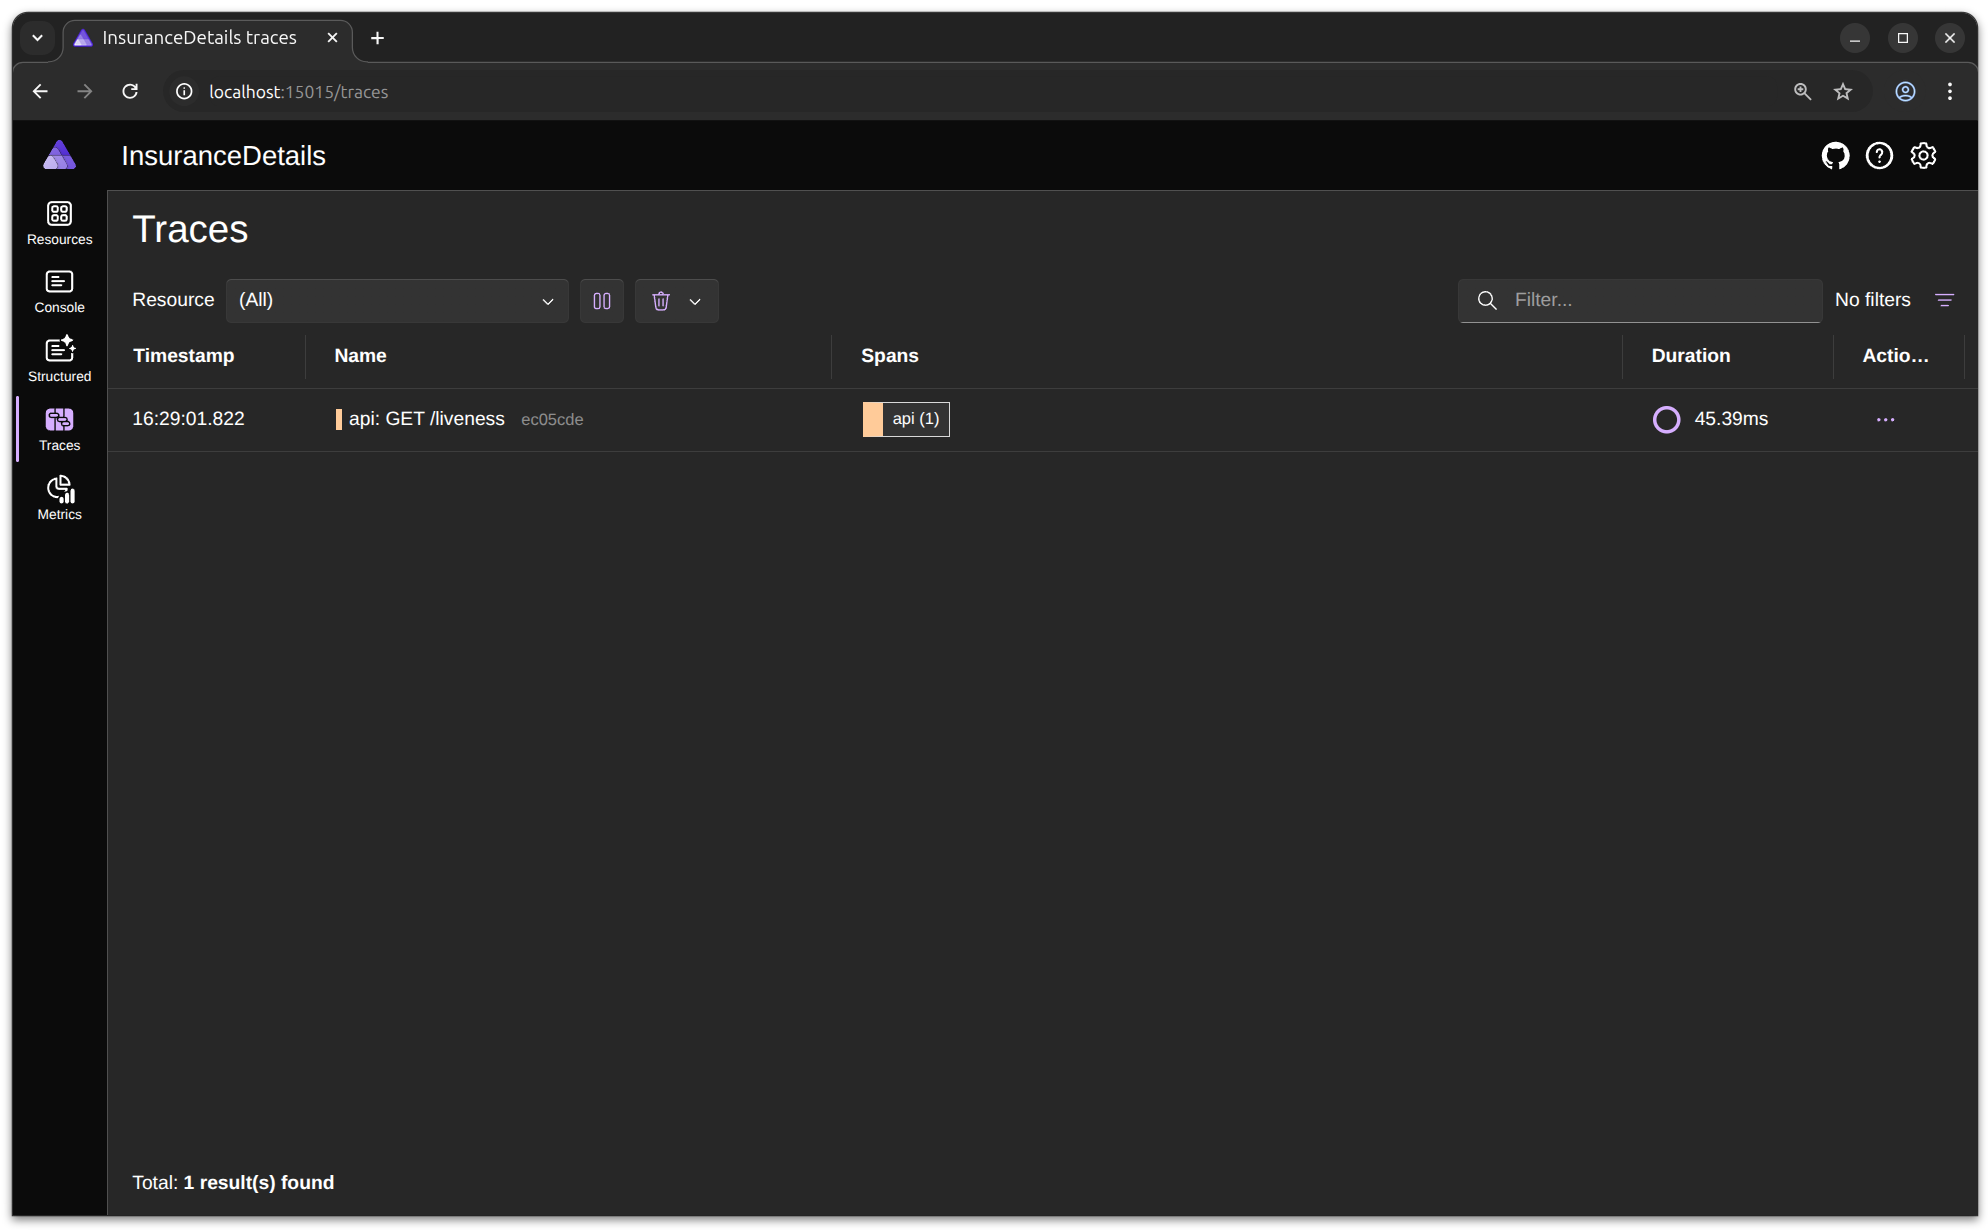 InsuranceDetails traces
localhost:15015/traces
InsuranceDetails
Resources
Console
Structured
Traces
Metrics
Traces
Resource (All) Filter... No filters
Timestamp Name Spans Duration Actio...
16:29:01.822 api: GET /liveness ec05cde api (1) 45.39ms
Total: 1 result(s) found